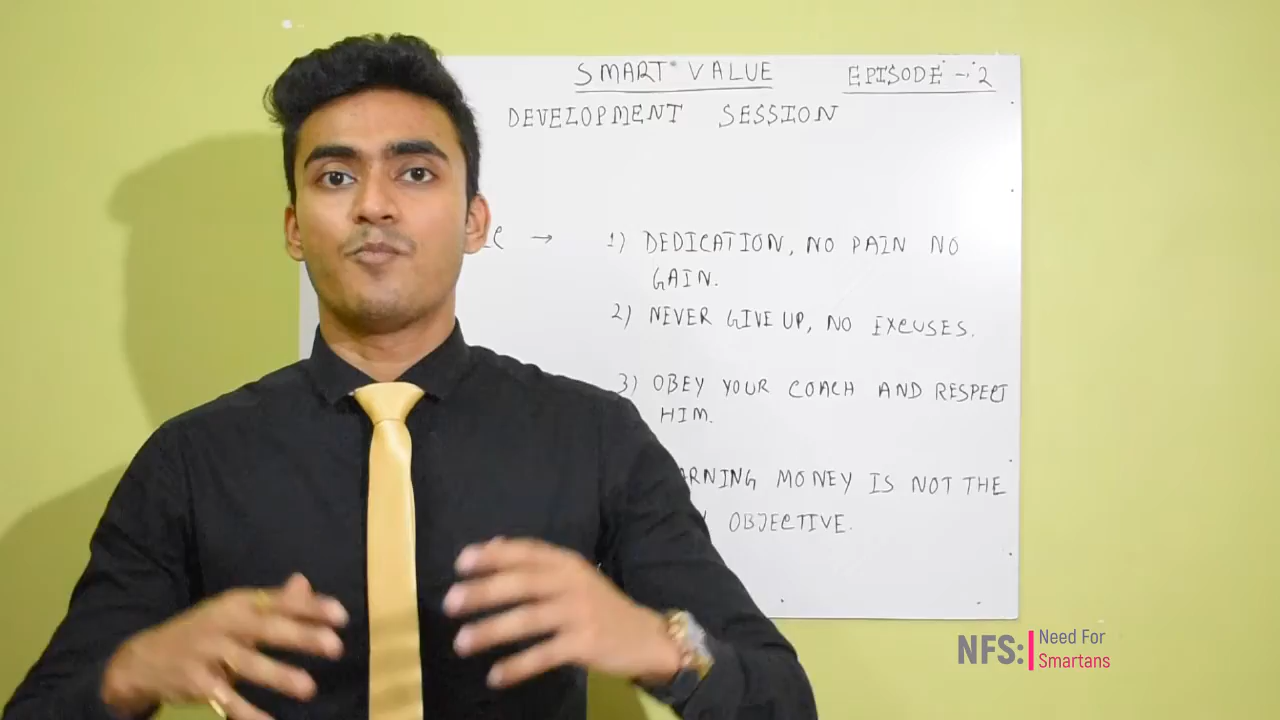 SMART VALUE EPISODE - 2
DEVELOPMENT SESSION
→ 1) DEDICATION, NO PAIN NO
GAIN.
2) NEVER GIVE UP, NO EXCUSES.
3) OBEY YOUR COACH AND RESPECT
HIM.
MONEY IS NOT THE
OBJECTIVE.
NFS: Need For
Smartans